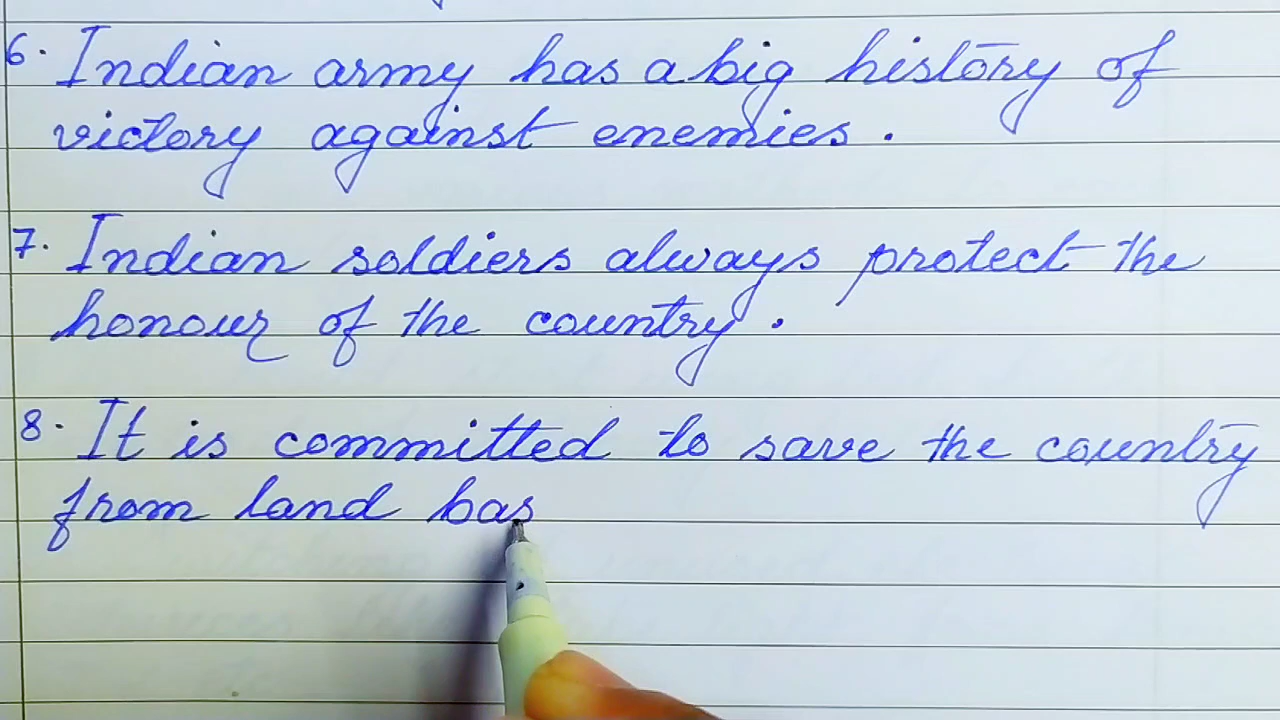 6. Indian army has a big history of
victory against enemies.
7. Indian soldiers always protect the
honour of the country.
8. It is committed to save the country
from land bas